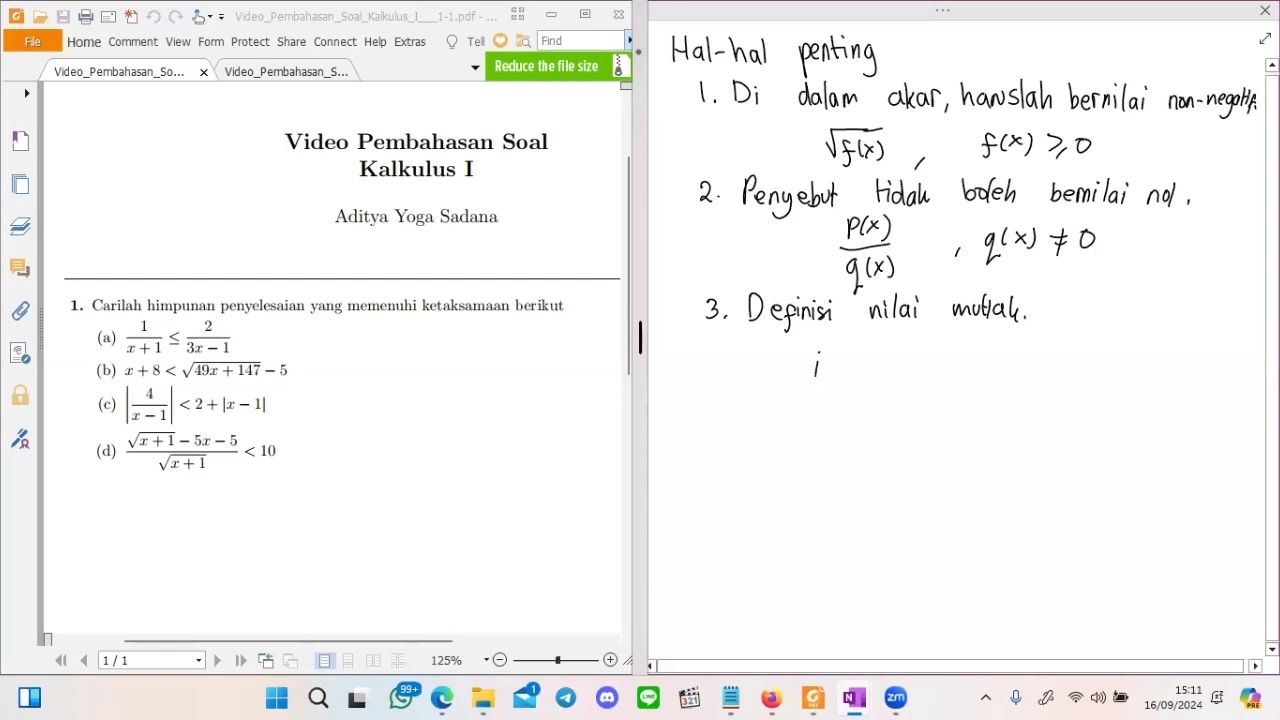 Video_Pembahasan_Soal_Kalkulus_I___1-1.pdf - ...
File Home Comment View Form Protect Share Connect Help Extras Tell Find
Video_Pembahasan_So... Video_Pembahasan_S...
Reduce the file size
Video Pembahasan Soal
Kalkulus I
Aditya Yoga Sadana
1. Carilah himpunan penyelesaian yang memenuhi ketaksamaan berikut
(a) 1/(x + 1) ≤ 2/(3x − 1)
(b) x + 8 < √(49x + 147) − 5
(c) |4/(x − 1)| < 2 + |x − 1|
(d) (√(x + 1) − 5x − 5)/√(x + 1) < 10
1 / 1 125%
Hal-hal penting
1. Di dalam akar, haruslah bernilai non-negatif.
√f(x) , f(x) ≥ 0
2. Penyebut tidak boleh bernilai nol.
p(x)/q(x) , q(x) ≠ 0
3. Definisi nilai mutlak.
i
99+
1
321
zm
15:11
16/09/2024
PRE